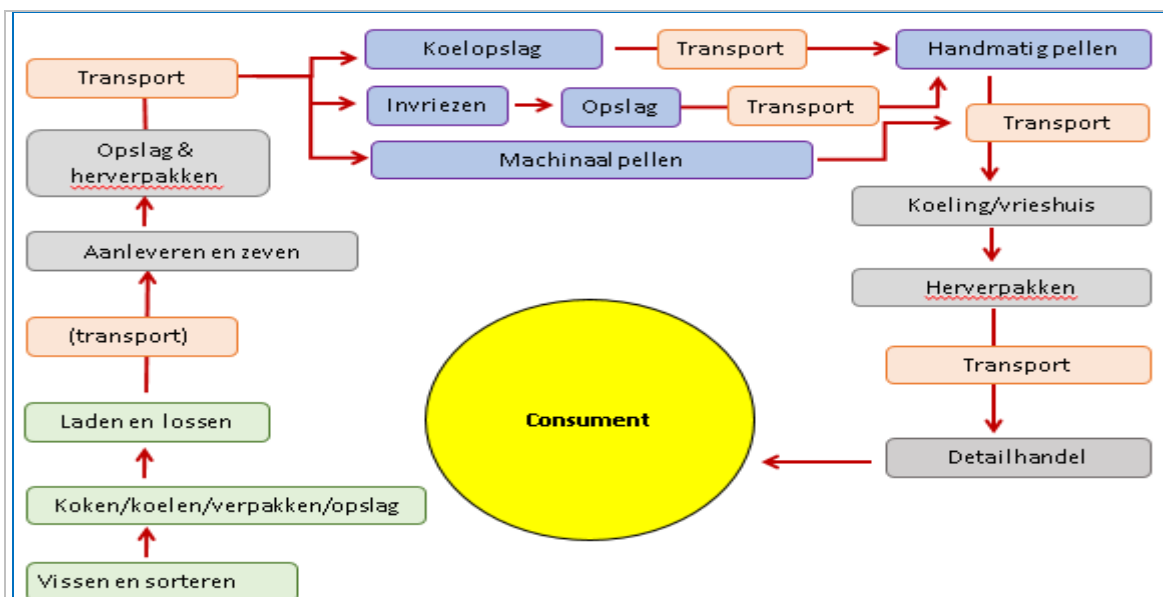 Koelopslag
Transport
Handmatig pellen
Transport
Invriezen
Opslag
Transport
Transport
Opslag &
herverpakken
Machinaal pellen
Koeling/vrieshuis
Aanleveren en zeven
Herverpakken
(transport)
Transport
Laden en lossen
Consument
Detailhandel
Koken/koelen/verpakken/opslag
Vissen en sorteren